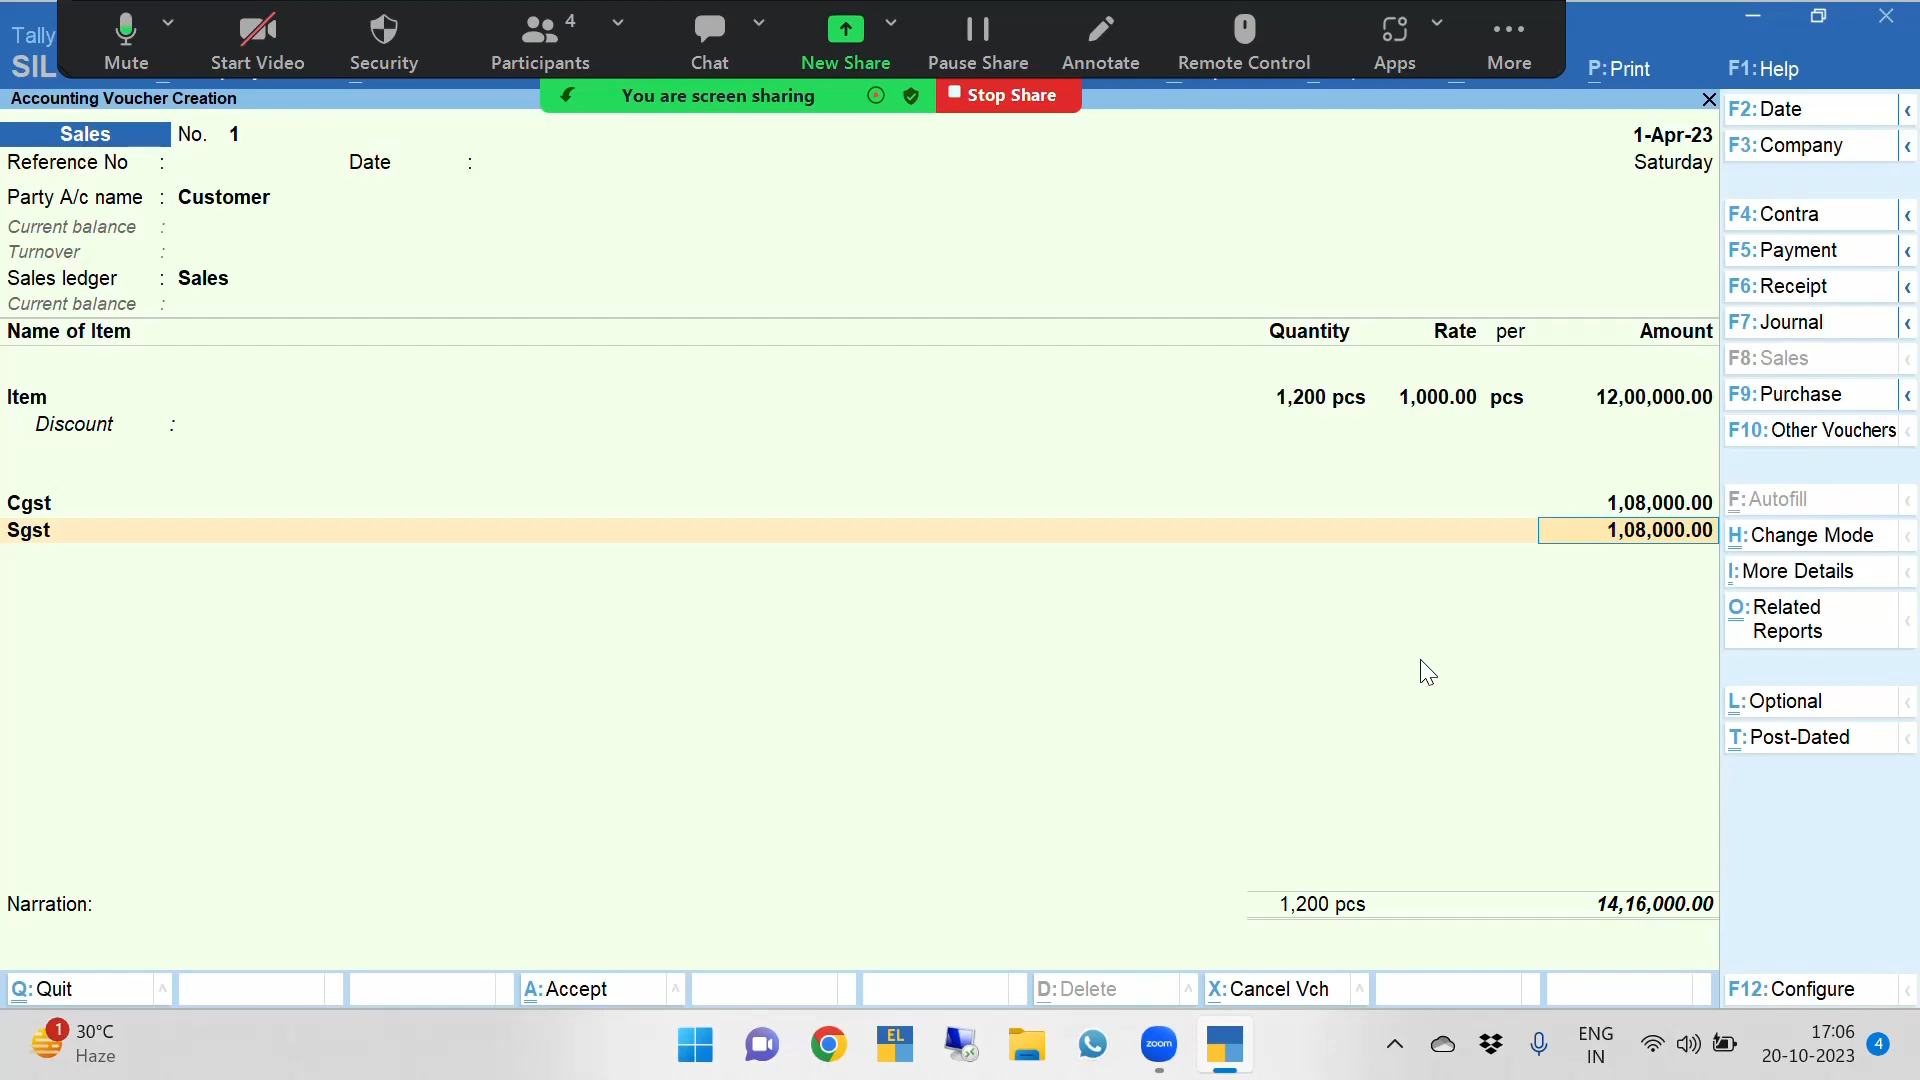 Tally
SIL
Mute
Start Video
Security
Participants
4
Chat
New Share
Pause Share
Annotate
Remote Control
Apps
More
P:Print
F1:Help
Accounting Voucher Creation
You are screen sharing
Stop Share
Sales No. 1
1-Apr-23
Reference No : Date :
Saturday
Party A/c name : Customer
Current balance :
Turnover :
Sales ledger : Sales
Current balance :
Name of Item Quantity Rate per Amount
Item 1,200 pcs 1,000.00 pcs 12,00,000.00
Discount :
Cgst 1,08,000.00
Sgst 1,08,000.00
Narration: 1,200 pcs 14,16,000.00
F2:Date
F3:Company
F4:Contra
F5:Payment
F6:Receipt
F7:Journal
F8:Sales
F9:Purchase
F10:Other Vouchers
F:Autofill
H:Change Mode
I:More Details
O:Related
Reports
L:Optional
T:Post-Dated
Q:Quit
A:Accept
D:Delete
X:Cancel Vch
F12:Configure
1
30°C
Haze
EL
zoom
ENG
IN
17:06
20-10-2023
4